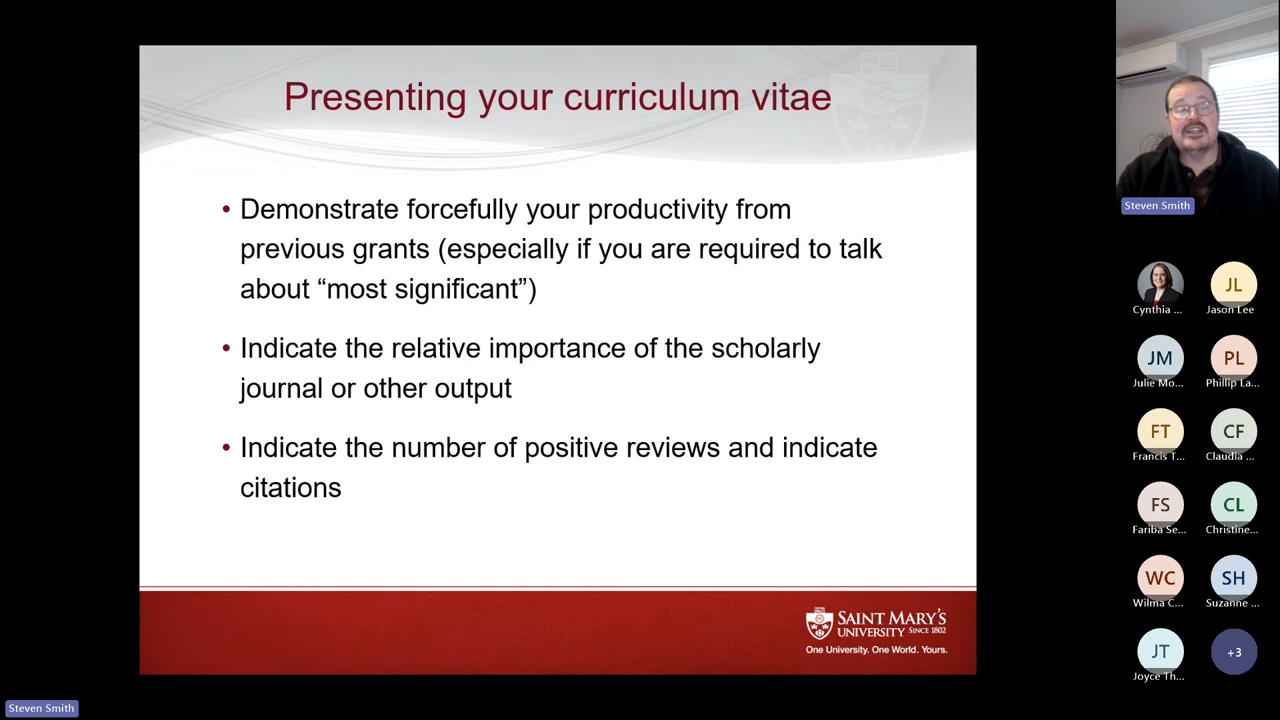 Presenting your curriculum vitae
• Demonstrate forcefully your productivity from
previous grants (especially if you are required to talk
about “most significant”)
• Indicate the relative importance of the scholarly
journal or other output
• Indicate the number of positive reviews and indicate
citations
SAINT MARY'S
UNIVERSITY SINCE 1802
One University. One World. Yours.
Steven Smith
Cynthia ...
JL
Jason Lee
JM
Julie Mo...
PL
Phillip La...
FT
Francis T...
CF
Claudia ...
FS
Fariba Se...
CL
Christine...
WC
Wilma C...
SH
Suzanne ...
JT
Joyce Th...
+3
Steven Smith